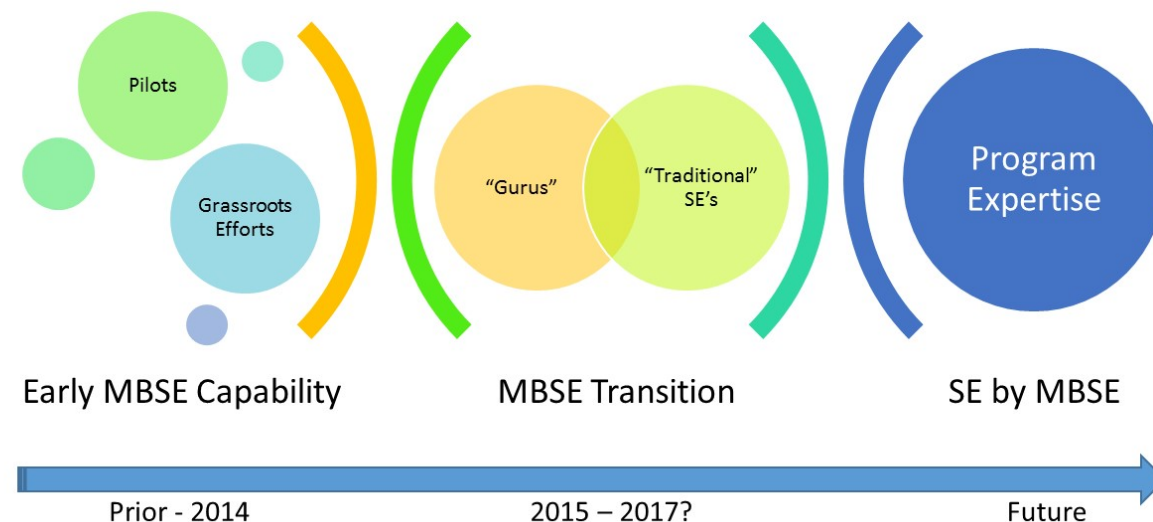 Pilots
Grassroots
Efforts
“Gurus”
“Traditional”
SE’s
Program
Expertise
Early MBSE Capability
MBSE Transition
SE by MBSE
Prior - 2014
2015 – 2017?
Future